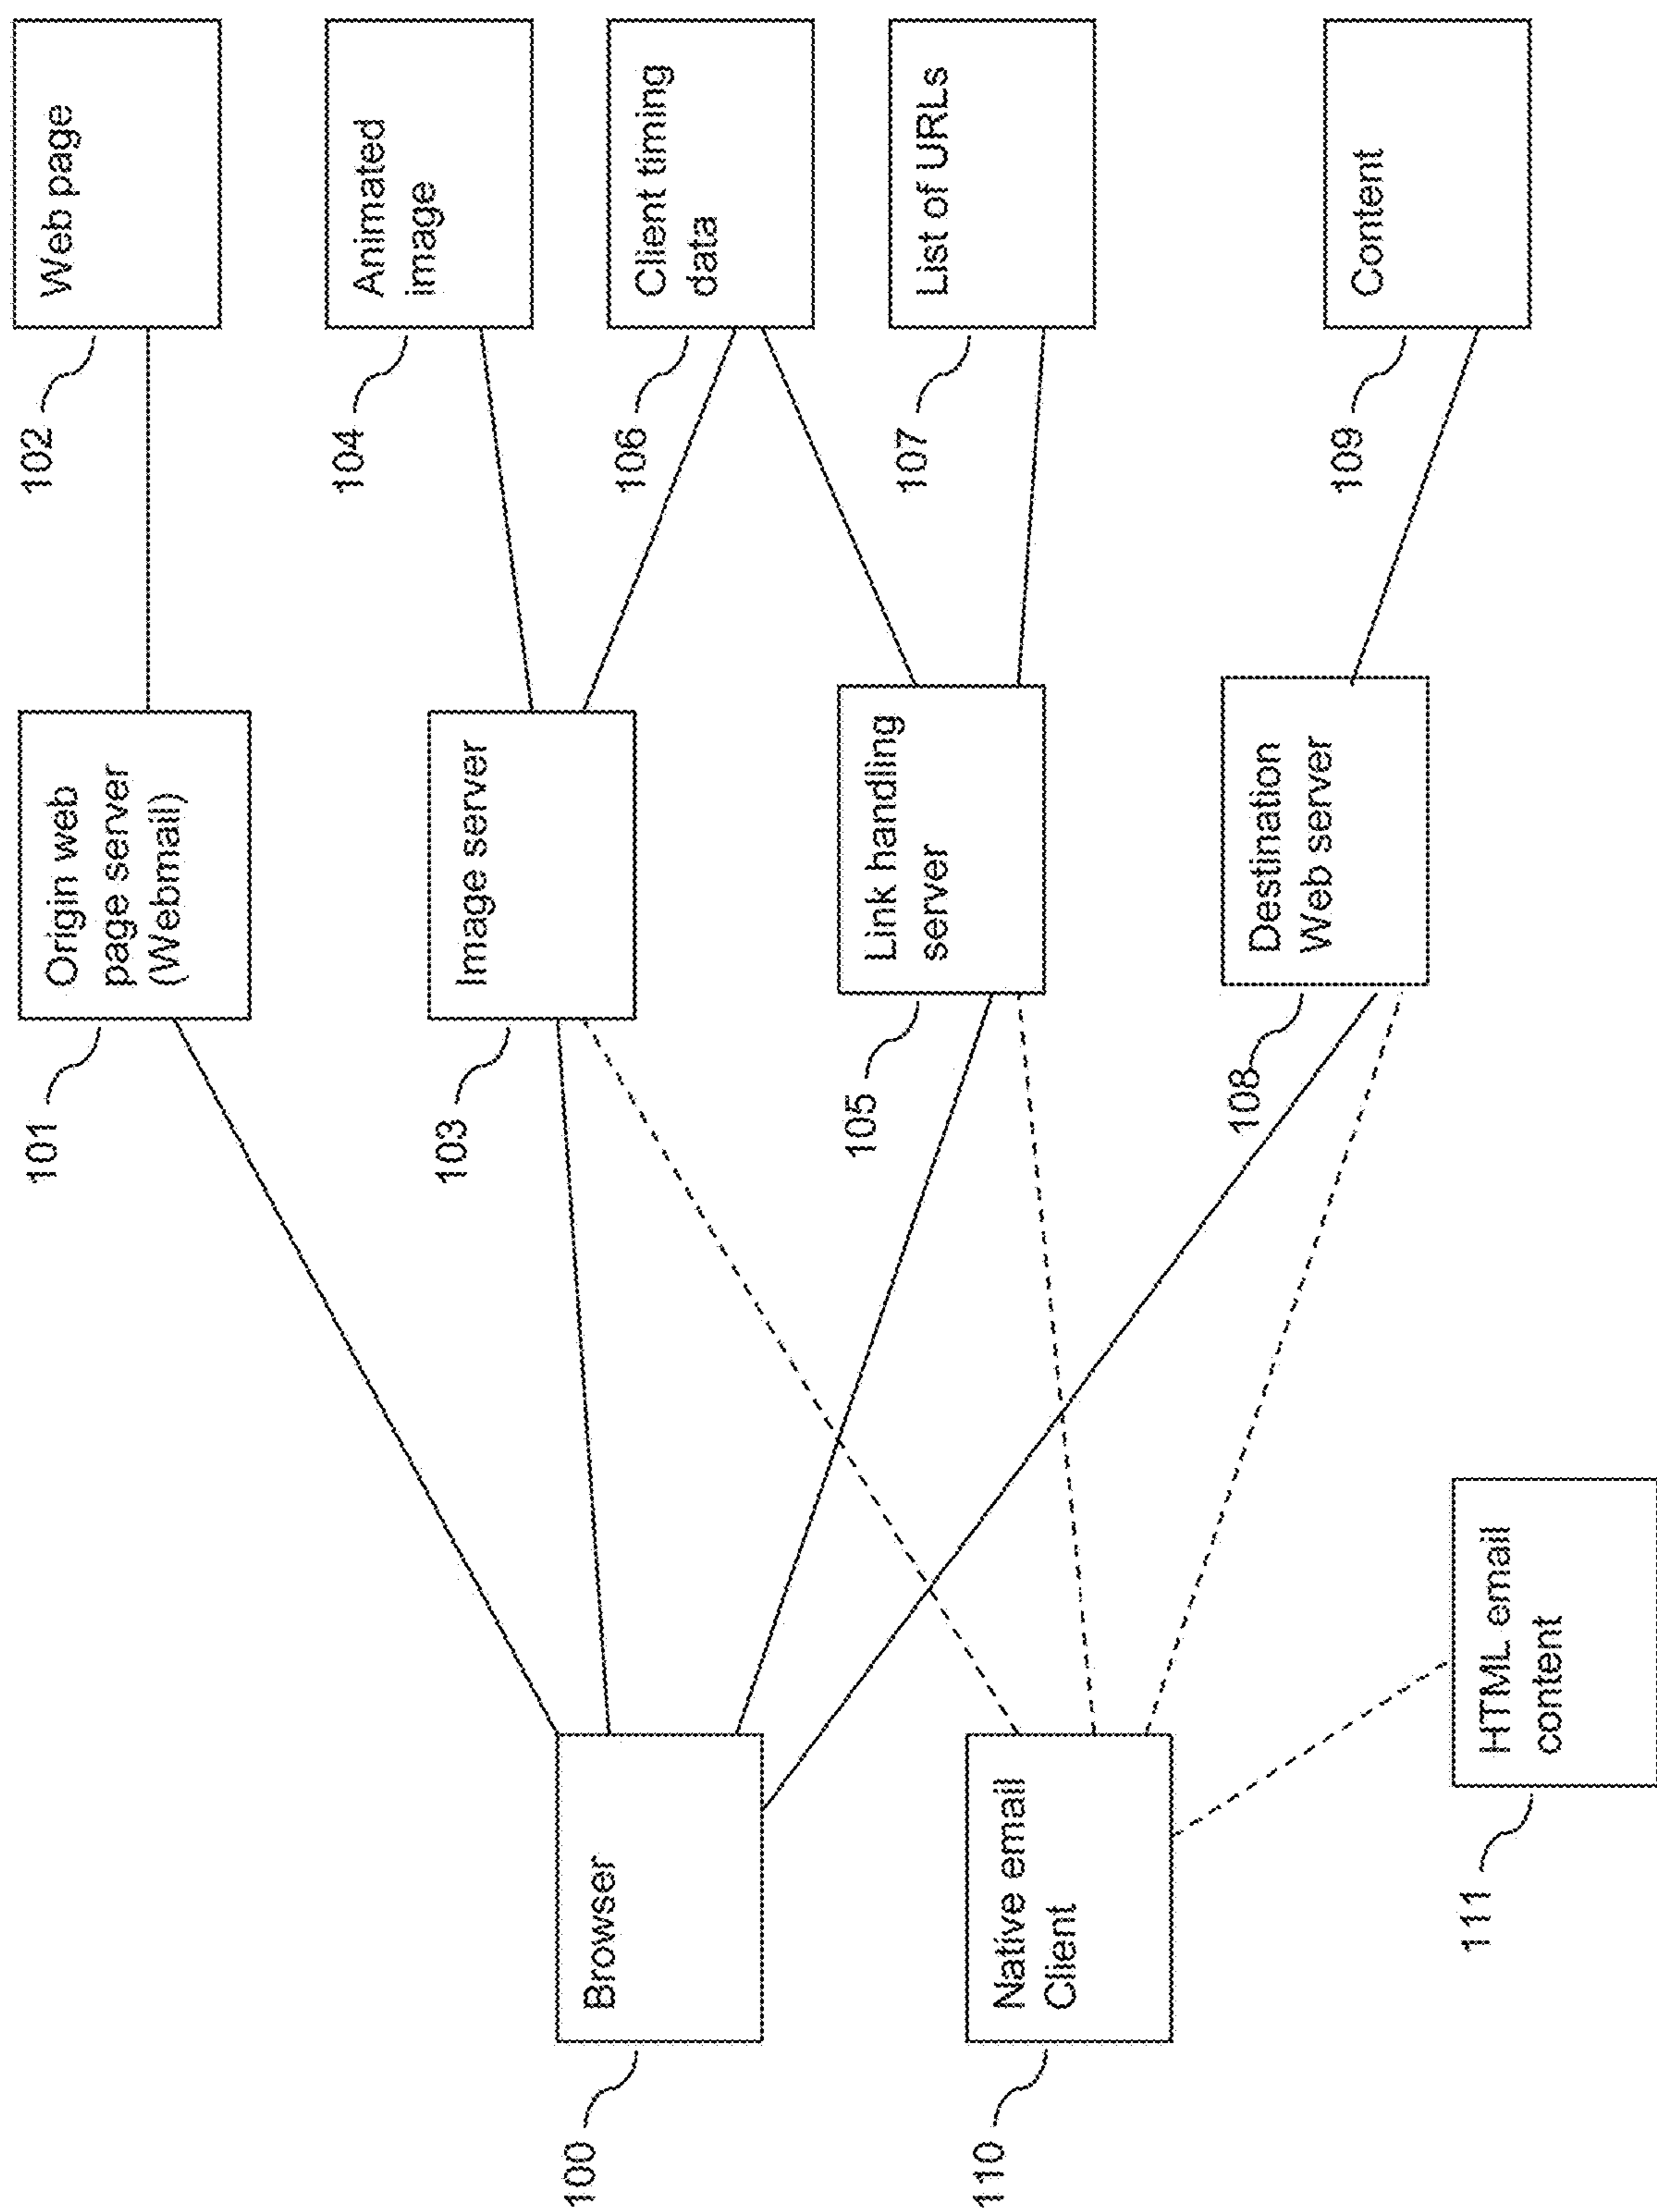 102
Web page
104
Animated
image
106
Client timing
data
107
List of URLs
109
Content
101
Origin web
page server
(Webmail)
103
Image server
105
Link handling
server
108
Destination
Web server
100
Browser
110
Native email
Client
111
HTML email
content